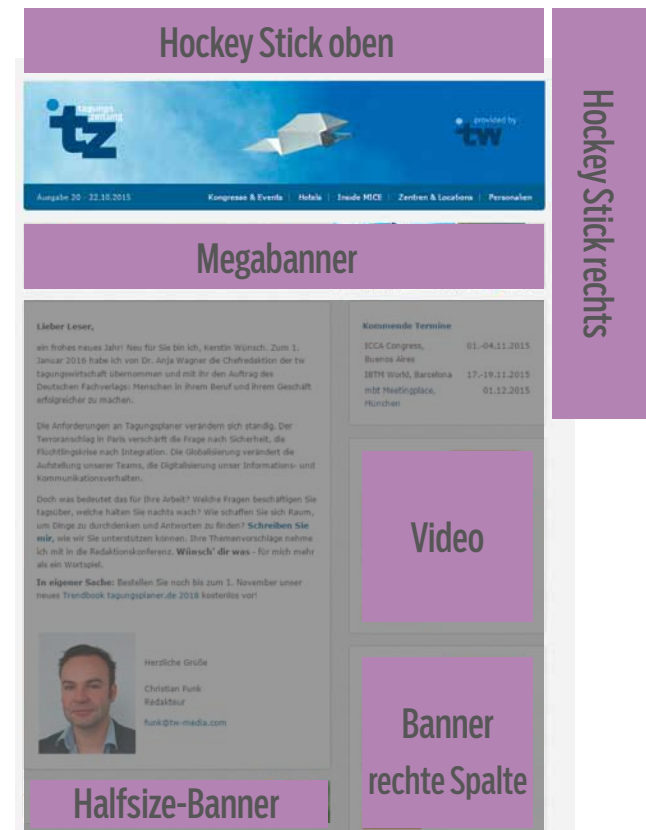 Hockey Stick oben
Hockey Stick rechts
tagungs
zeitung
tz
provided by
tw
Ausgabe 20 - 22.10.2015
Kongresse & Events | Hotels | Inside MICE | Zentren & Locations | Personalien
Megabanner
Lieber Leser,
ein frohes neues Jahr! Neu für Sie bin ich, Kerstin Wünsch. Zum 1.
Januar 2016 habe ich von Dr. Anja Wagner die Chefredaktion der tw
tagungswirtschaft übernommen und mit ihr den Auftrag des
Deutschen Fachverlags: Menschen in ihrem Beruf und ihrem Geschäft
erfolgreicher zu machen.
Die Anforderungen an Tagungsplaner verändern sich ständig. Der
Terroranschlag in Paris verschärft die Frage nach Sicherheit, die
Flüchtlingskrise nach Integration. Die Globalisierung verändert die
Aufstellung unserer Teams, die Digitalisierung unser Informations- und
Kommunikationsverhalten.
Doch was bedeutet das für Ihre Arbeit? Welche Fragen beschäftigen Sie
tagsüber, welche halten Sie nachts wach? Wie schaffen Sie sich Raum,
um Dinge zu durchdenken und Antworten zu finden? Schreiben Sie
mir, wie wir Sie unterstützen können. Ihre Themenvorschläge nehme
ich mit in die Redaktionskonferenz. Wünsch' dir was - für mich mehr
als ein Wortspiel.
In eigener Sache: Bestellen Sie noch bis zum 1. November unser
neues Trendbook tagungsplaner.de 2016 kostenlos vor!
Herzliche Grüße
Christian Funk
Redakteur
funk@tw-media.com
Halfsize-Banner
Kommende Termine
ICCA Congress, 01.-04.11.2015
Buenos Aires
IBTM World, Barcelona 17.-19.11.2015
mbt Meetingplace, 01.12.2015
München
Video
Banner
rechte Spalte